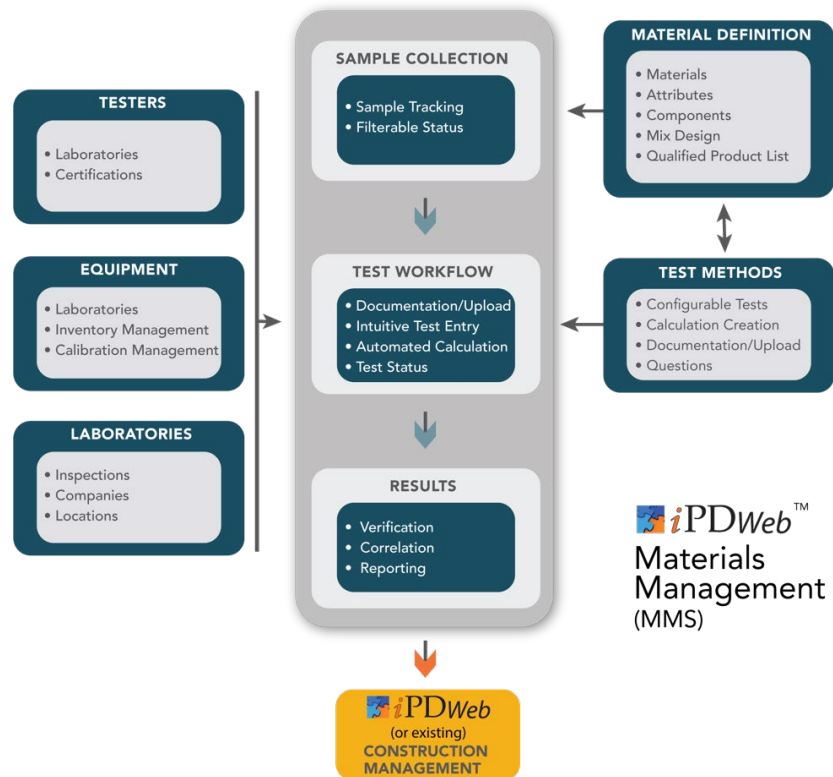 SAMPLE COLLECTION
• Sample Tracking
• Filterable Status
MATERIAL DEFINITION
• Materials
• Attributes
• Components
• Mix Design
• Qualified Product List
TESTERS
• Laboratories
• Certifications
EQUIPMENT
• Laboratories
• Inventory Management
• Calibration Management
TEST WORKFLOW
• Documentation/Upload
• Intuitive Test Entry
• Automated Calculation
• Test Status
TEST METHODS
• Configurable Tests
• Calculation Creation
• Documentation/Upload
• Questions
LABORATORIES
• Inspections
• Companies
• Locations
RESULTS
• Verification
• Correlation
• Reporting
iPDWeb™
Materials
Management
(MMS)
iPDWeb
(or existing)
CONSTRUCTION
MANAGEMENT